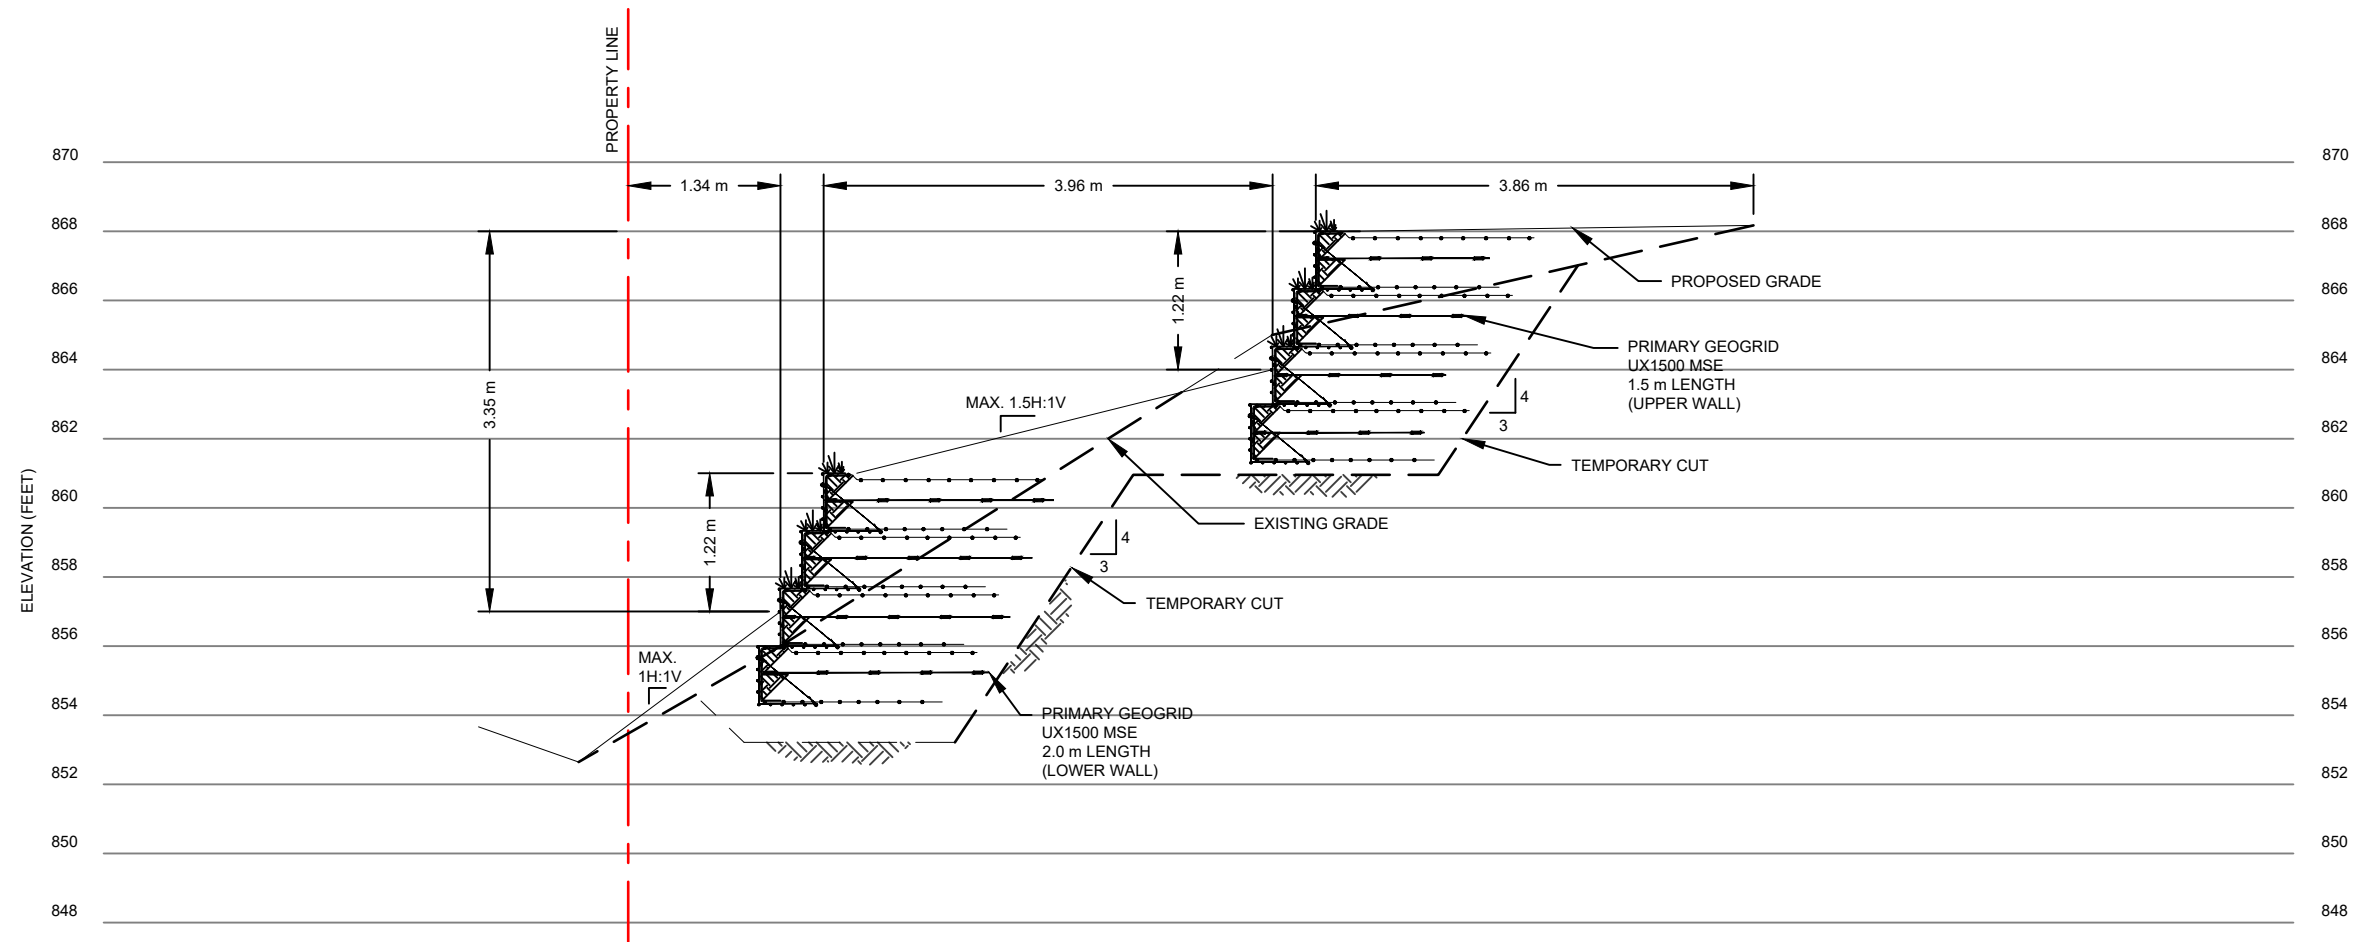 PROPERTY LINE
870
870
1.34 m
3.96 m
3.86 m
868
868
PROPOSED GRADE
866
866
1.22 m
PRIMARY GEOGRID
UX1500 MSE
1.5 m LENGTH
(UPPER WALL)
864
864
3.35 m
MAX. 1.5H:1V
4
3
862
862
TEMPORARY CUT
860
860
EXISTING GRADE
ELEVATION (FEET)
1.22 m
4
3
858
858
TEMPORARY CUT
856
856
MAX.
1H:1V
854
854
PRIMARY GEOGRID
UX1500 MSE
2.0 m LENGTH
(LOWER WALL)
852
852
850
850
848
848